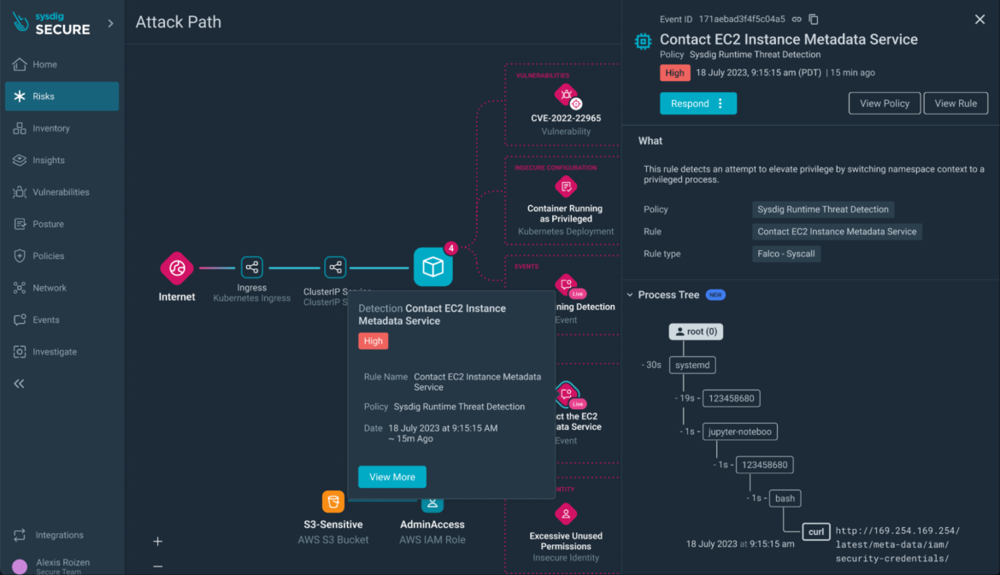 sysdig
SECURE
Home
Risks
Inventory
Insights
Vulnerabilities
Posture
Policies
Network
Events
Investigate
Integrations
Alexis Roizen
Secure Team
Attack Path
Internet
Ingress
Kubernetes Ingress
ClusterIP Service
ClusterIP S
4
VULNERABILITIES
CVE-2022-22965
Vulnerability
INSECURE CONFIGURATION
Container Running
as Privileged
Kubernetes Deployment
EVENTS
Live
ining Detection
Event
Live
ct the EC2
ata Service
Event
NTITY
Excessive Unused
Permissions
Insecure Identity
Detection Contact EC2 Instance
Metadata Service
High
Rule Name Contact EC2 Instance Metadata
Service
Policy Sysdig Runtime Threat Detection
Date 18 July 2023 at 9:15:15 AM
~ 15m Ago
View More
S3-Sensitive
AWS S3 Bucket
AdminAccess
AWS IAM Role
+
–
Event ID 171aebad3f4f5c04a5
Contact EC2 Instance Metadata Service
Policy Sysdig Runtime Threat Detection
High 18 July 2023, 9:15:15 am (PDT) | 15 min ago
Respond
View Policy
View Rule
What
This rule detects an attempt to elevate privilege by switching namespace context to a
privileged process.
Policy Sysdig Runtime Threat Detection
Rule Contact EC2 Instance Metadata Service
Rule type Falco - Syscall
Process Tree NEW
root (0)
- 30s systemd
- 19s - 123458680
- 1s - jupyter-noteboo
- 1s - 123458680
- 1s - bash
18 July 2023 at 9:15:15 am
curl http://169.254.169.254/
latest/meta-data/iam/
security-credentials/